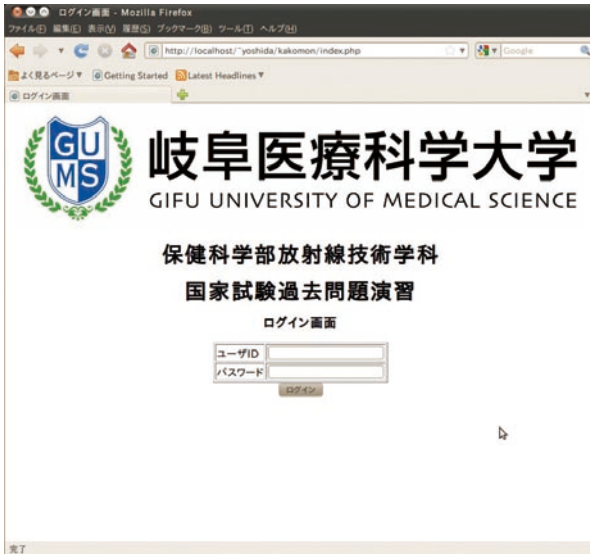 ログイン画面 - Mozilla Firefox
ファイル(F) 編集(E) 表示(V) 履歴(S) ブックマーク(B) ツール(T) ヘルプ(H)
http://localhost/~yoshida/kakomon/index.php
Google
よく見るページ▼ Getting Started Latest Headlines▼
ログイン画面
GU
MS
岐阜医療科学大学
GIFU UNIVERSITY OF MEDICAL SCIENCE
保健科学部放射線技術学科
国家試験過去問題演習
ログイン画面
ユーザID
パスワード
ログイン
完了